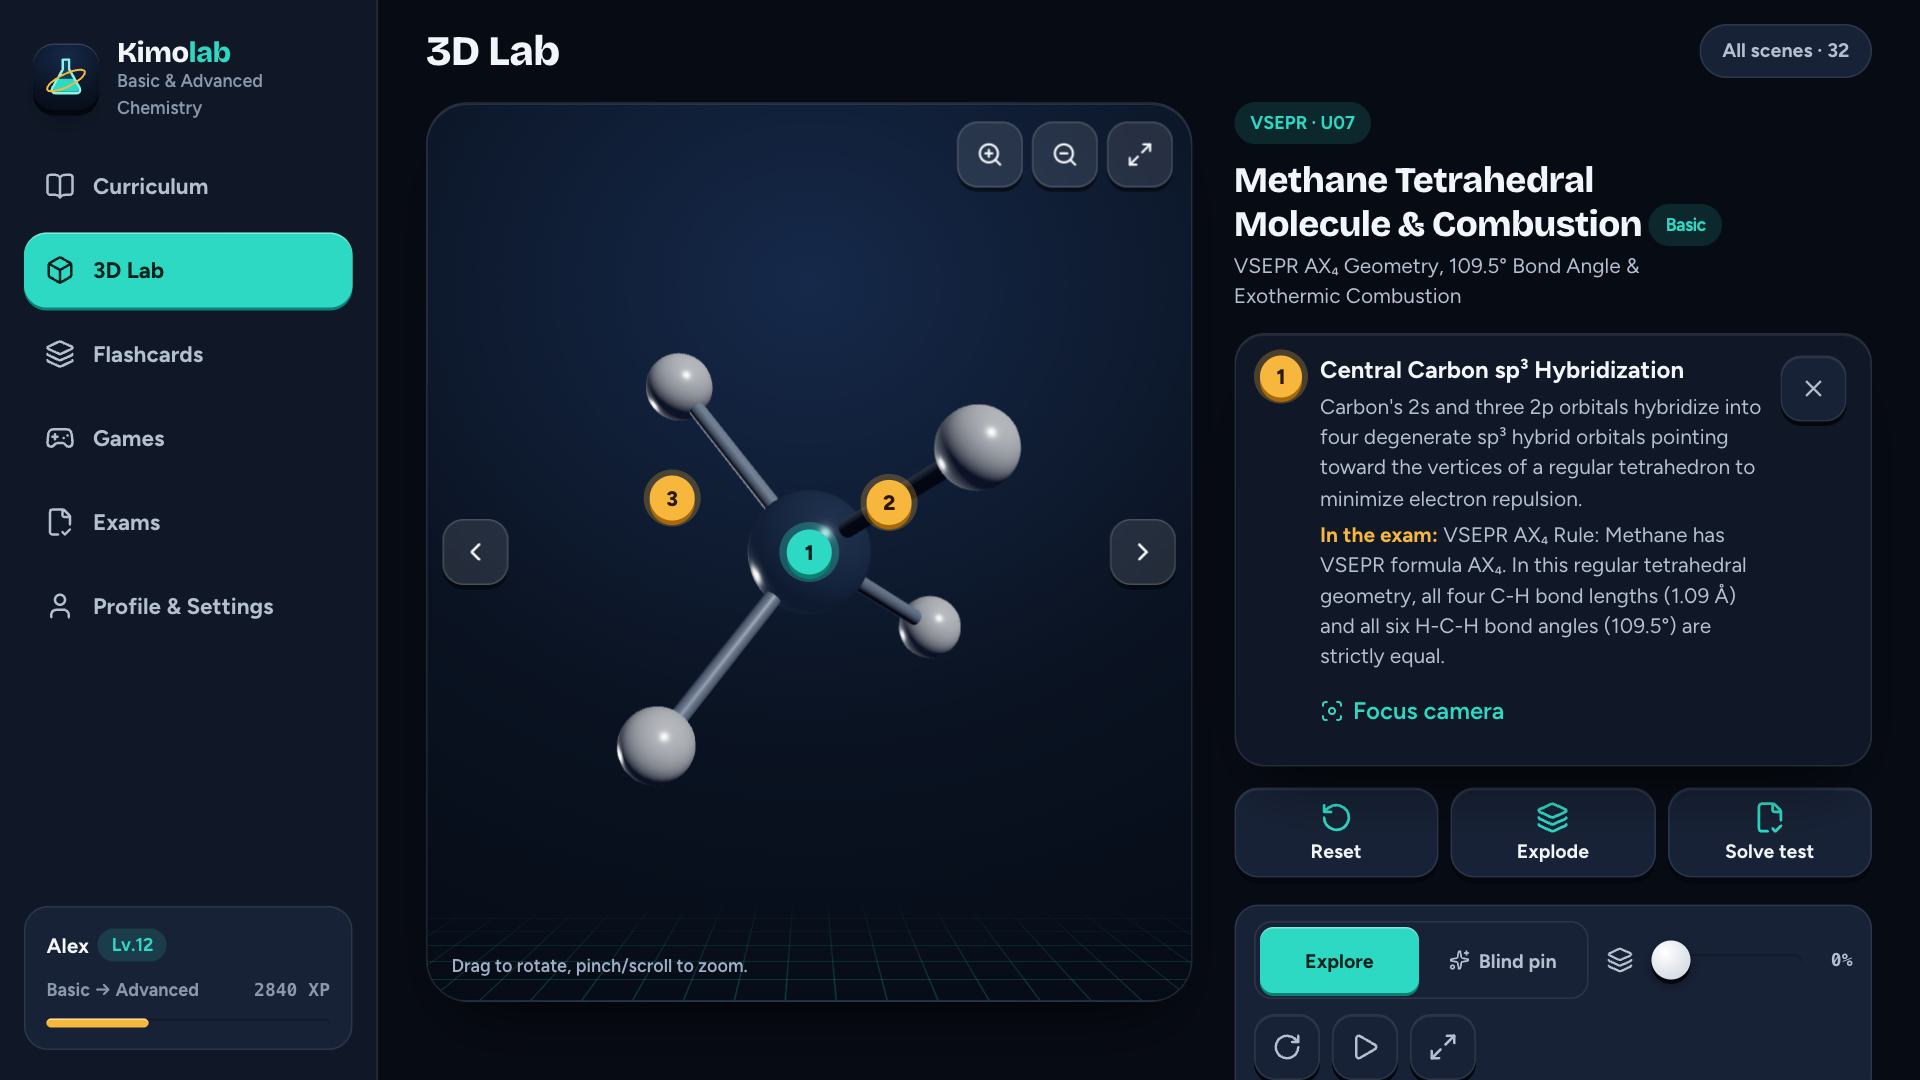 Kimolab
Basic & Advanced
Chemistry
Curriculum
3D Lab
Flashcards
Games
Exams
Profile & Settings
Alex Lv.12
Basic → Advanced 2840 XP
3D Lab
All scenes · 32
3
2
1
Drag to rotate, pinch/scroll to zoom.
VSEPR · U07
Methane Tetrahedral
Molecule & Combustion Basic
VSEPR AX₄ Geometry, 109.5° Bond Angle &
Exothermic Combustion
1 Central Carbon sp³ Hybridization
Carbon's 2s and three 2p orbitals hybridize into
four degenerate sp³ hybrid orbitals pointing
toward the vertices of a regular tetrahedron to
minimize electron repulsion.
In the exam: VSEPR AX₄ Rule: Methane has
VSEPR formula AX₄. In this regular tetrahedral
geometry, all four C-H bond lengths (1.09 Å)
and all six H-C-H bond angles (109.5°) are
strictly equal.
Focus camera
Reset
Explode
Solve test
Explore
Blind pin
0%